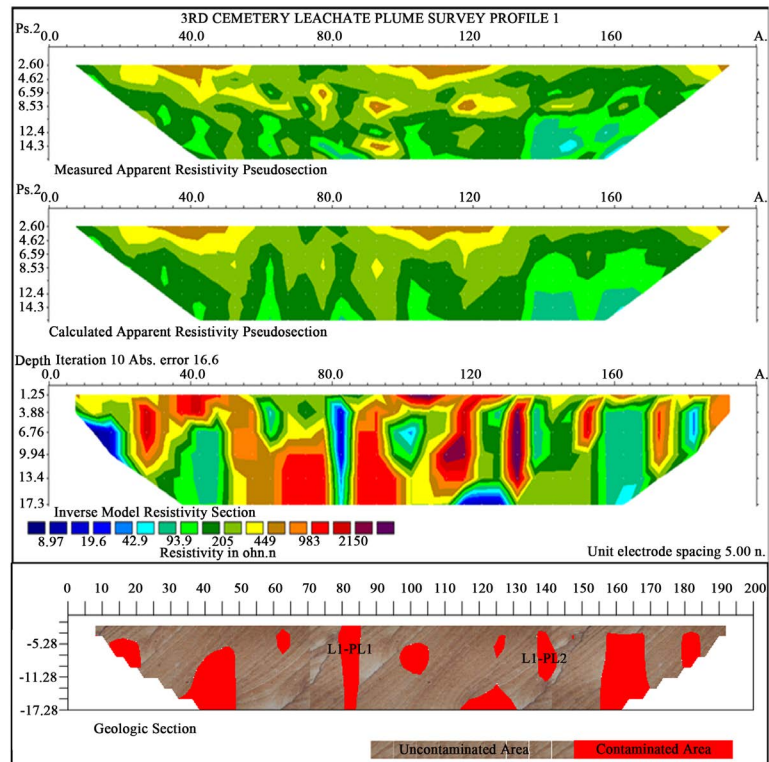 3RD CEMETERY LEACHATE PLUME SURVEY PROFILE 1
Ps.2
0.0 40.0 80.0 120 160 A.
2.60
4.62
6.59
8.53
12.4
14.3
Measured Apparent Resistivity Pseudosection
Ps.2
0.0 40.0 80.0 120 160 A.
2.60
4.62
6.59
8.53
12.4
14.3
Calculated Apparent Resistivity Pseudosection
Depth Iteration 10 Abs. error 16.6
0.0 40.0 80.0 120 160 A.
1.25
3.88
6.76
9.94
13.4
17.3
Inverse Model Resistivity Section
8.97 19.6 42.9 93.9 205 449 983 2150
Resistivity in ohn.n
Unit electrode spacing 5.00 n.
0 10 20 30 40 50 60 70 80 90 100 110 120 125 130 135 140 150 160 170 180 190 200
-5,28
-11.28
-17,28
L1-PL1
L1-PL2
Geologic Section
Uncontaminated Area
Contaminated Area